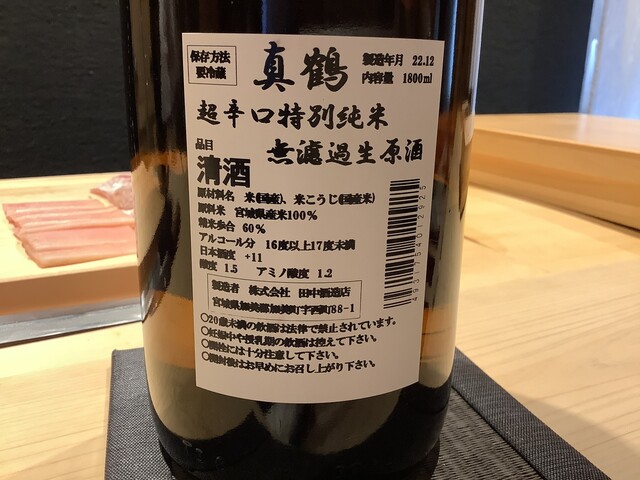 保存方法
要冷蔵
真鶴
製造年月 22.12
内容量 1800ml
超辛口特別純米
無濾過生原酒
品目
清酒
原材料名 米(国産)、米こうじ(国産米)
原料米 宮城県産米100%
精米歩合 60%
アルコール分 16度以上17度未満
日本酒度 +11
酸度 1.5 アミノ酸度 1.2
製造者 株式会社 田中酒造店
宮城県加美郡加美町字西町88-1
○20歳未満の飲酒は法律で禁止されています。
○妊娠中や授乳期の飲酒は控えて下さい。
○開栓には十分注意して下さい。
○開封後はお早めにお召し上がり下さい。